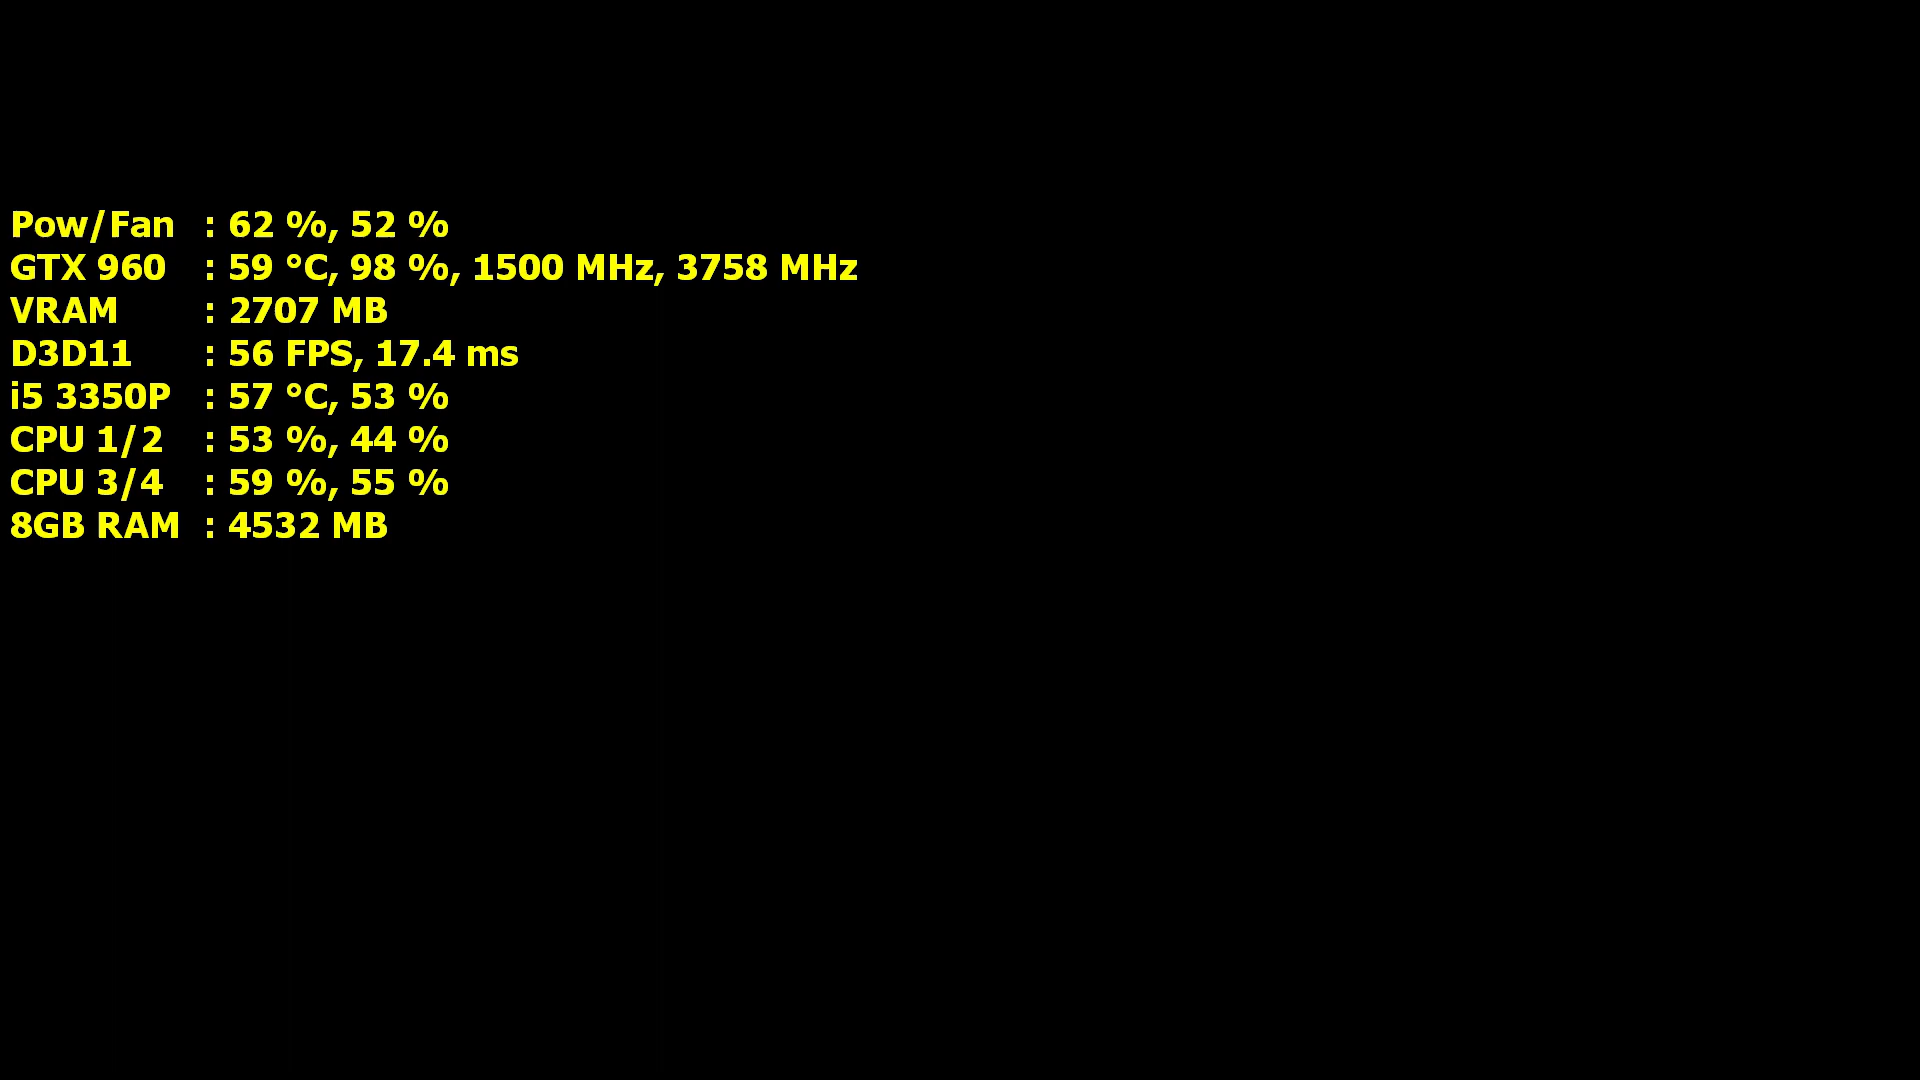 Pow/Fan : 62 %, 52 %
GTX 960 : 59 °C, 98 %, 1500 MHz, 3758 MHz
VRAM : 2707 MB
D3D11 : 56 FPS, 17.4 ms
i5 3350P : 57 °C, 53 %
CPU 1/2 : 53 %, 44 %
CPU 3/4 : 59 %, 55 %
8GB RAM : 4532 MB